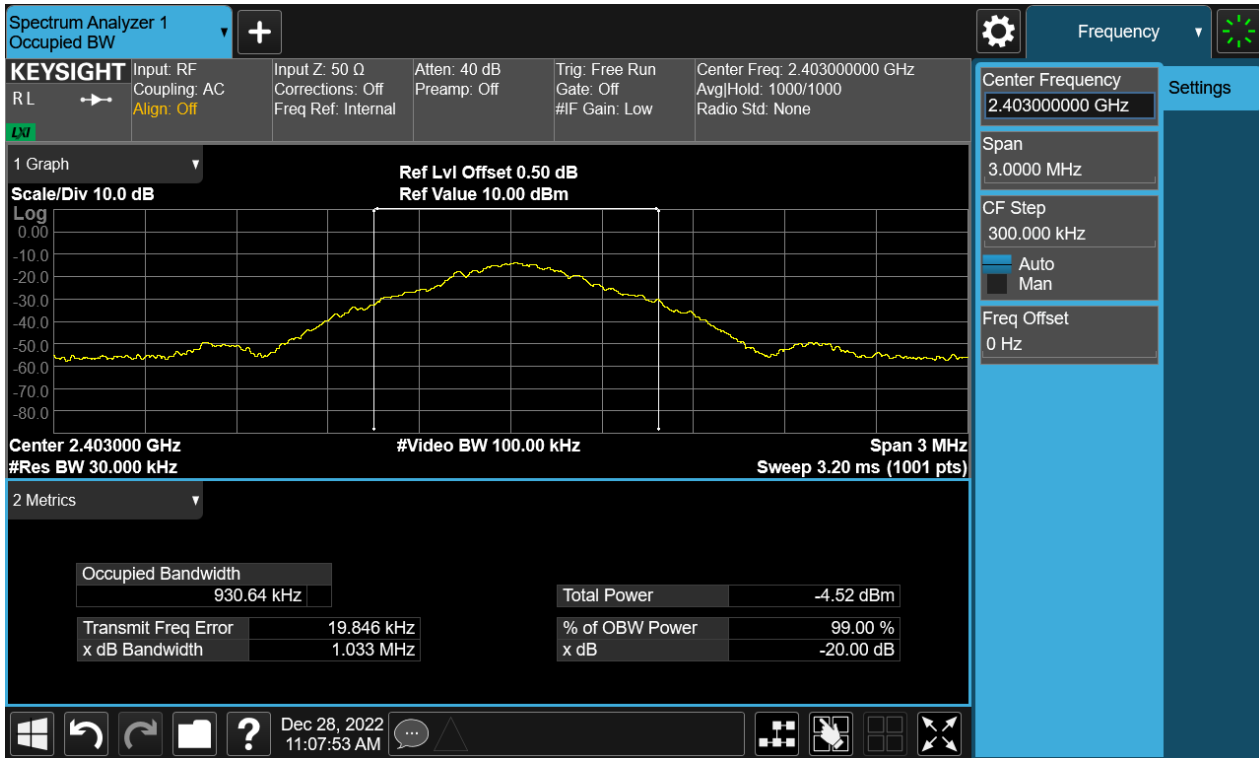 Spectrum Analyzer 1
Occupied BW
Frequency
KEYSIGHT
R L
LXI
Input: RF
Coupling: AC
Align: Off
Input Z: 50 Ω
Corrections: Off
Freq Ref: Internal
Atten: 40 dB
Preamp: Off
Trig: Free Run
Gate: Off
#IF Gain: Low
Center Freq: 2.403000000 GHz
Avg|Hold: 1000/1000
Radio Std: None
Center Frequency
2.403000000 GHz
Settings
Span
3.0000 MHz
CF Step
300.000 kHz
Auto
Man
Freq Offset
0 Hz
1 Graph
Scale/Div 10.0 dB
Ref Lvl Offset 0.50 dB
Ref Value 10.00 dBm
Log
0.00
-10.0
-20.0
-30.0
-40.0
-50.0
-60.0
-70.0
-80.0
Center 2.403000 GHz
#Video BW 100.00 kHz
Span 3 MHz
#Res BW 30.000 kHz
Sweep 3.20 ms (1001 pts)
2 Metrics
Occupied Bandwidth
930.64 kHz
Total Power -4.52 dBm
Transmit Freq Error 19.846 kHz
% of OBW Power 99.00 %
x dB Bandwidth 1.033 MHz
x dB -20.00 dB
?
Dec 28, 2022
11:07:53 AM